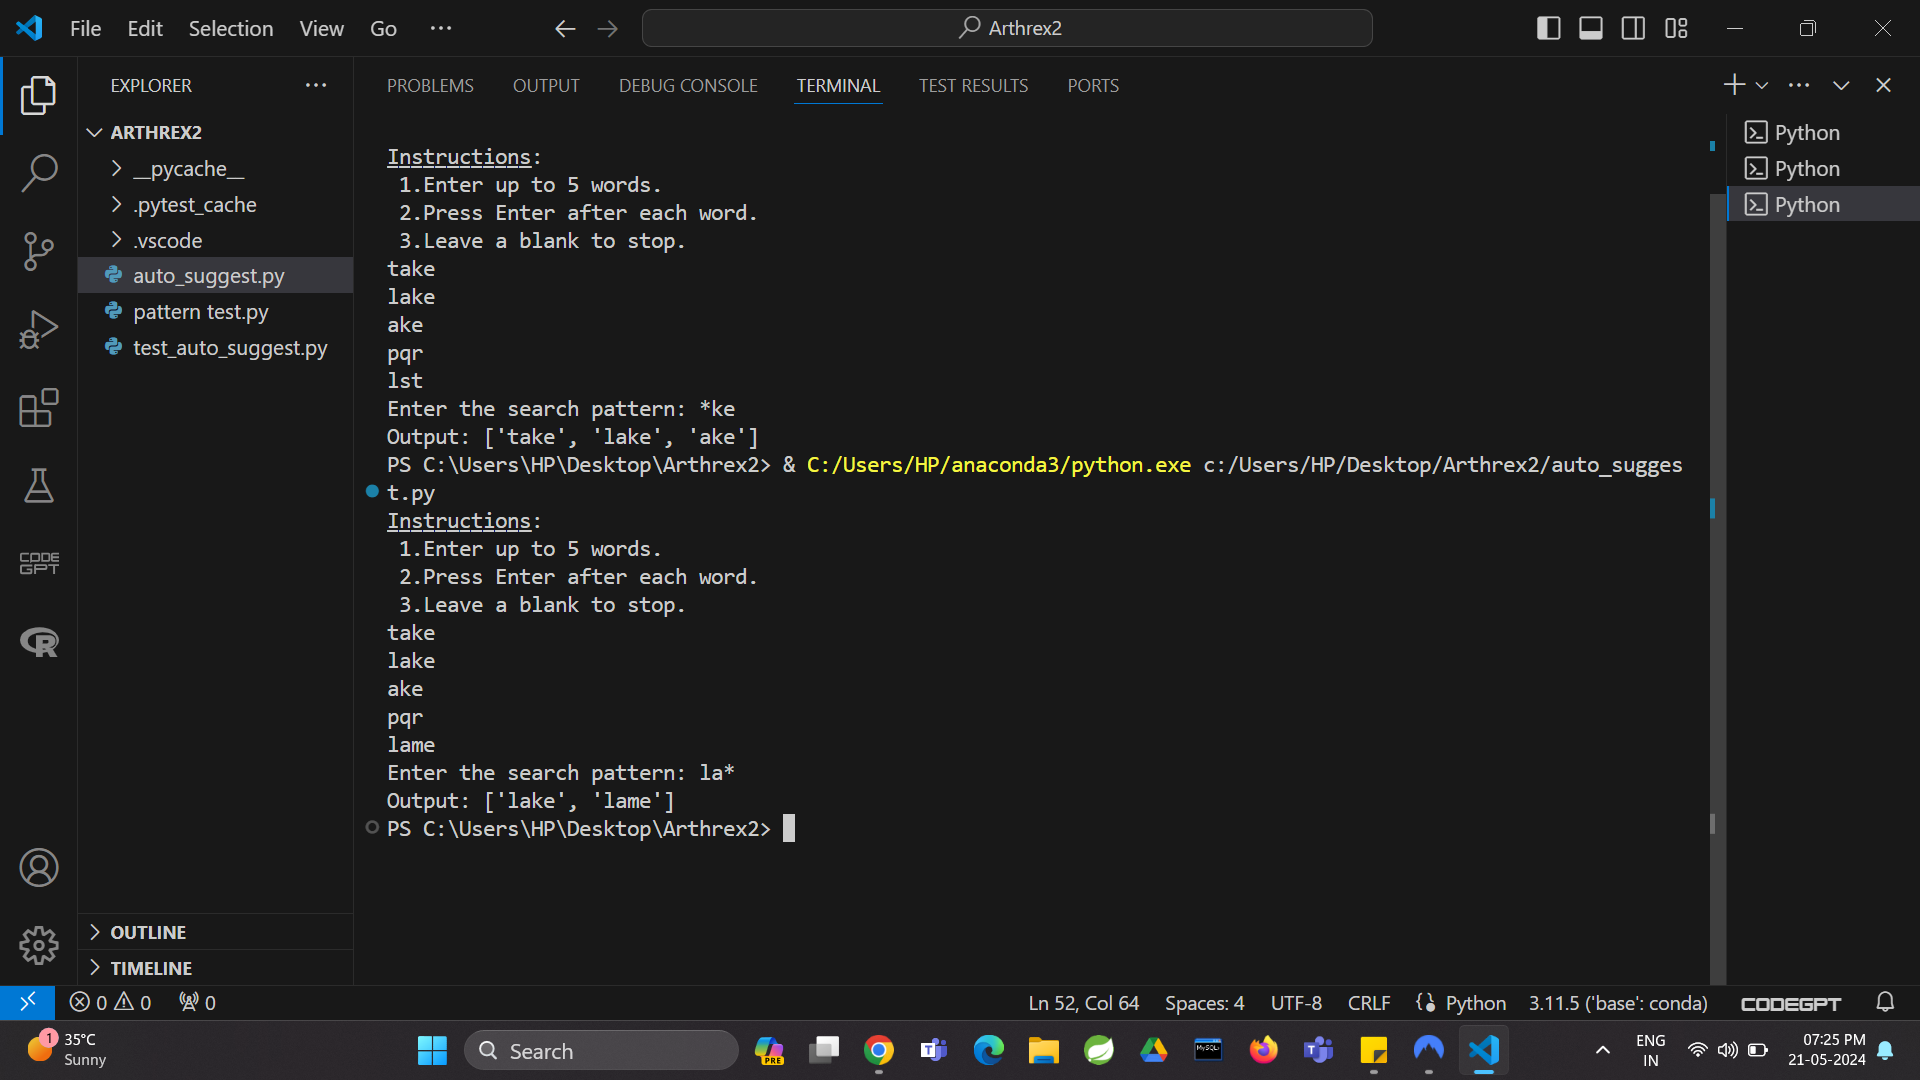 File Edit Selection View Go ...
Arthrex2
EXPLORER
ARTHREX2
__pycache__
.pytest_cache
.vscode
auto_suggest.py
pattern test.py
test_auto_suggest.py
OUTLINE
TIMELINE
CODE
GPT
R
PROBLEMS OUTPUT DEBUG CONSOLE TERMINAL TEST RESULTS PORTS
Instructions:
1.Enter up to 5 words.
2.Press Enter after each word.
3.Leave a blank to stop.
take
lake
ake
pqr
lst
Enter the search pattern: *ke
Output: ['take', 'lake', 'ake']
PS C:\Users\HP\Desktop\Arthrex2> & C:/Users/HP/anaconda3/python.exe c:/Users/HP/Desktop/Arthrex2/auto_sugges
t.py
Instructions:
1.Enter up to 5 words.
2.Press Enter after each word.
3.Leave a blank to stop.
take
lake
ake
pqr
lame
Enter the search pattern: la*
Output: ['lake', 'lame']
PS C:\Users\HP\Desktop\Arthrex2>
Python
Python
Python
0 0 0
Ln 52, Col 64 Spaces: 4 UTF-8 CRLF Python 3.11.5 ('base': conda) CODEGPT
1
35°C
Sunny
Search
PRE
MySQL
ENG
IN
07:25 PM
21-05-2024